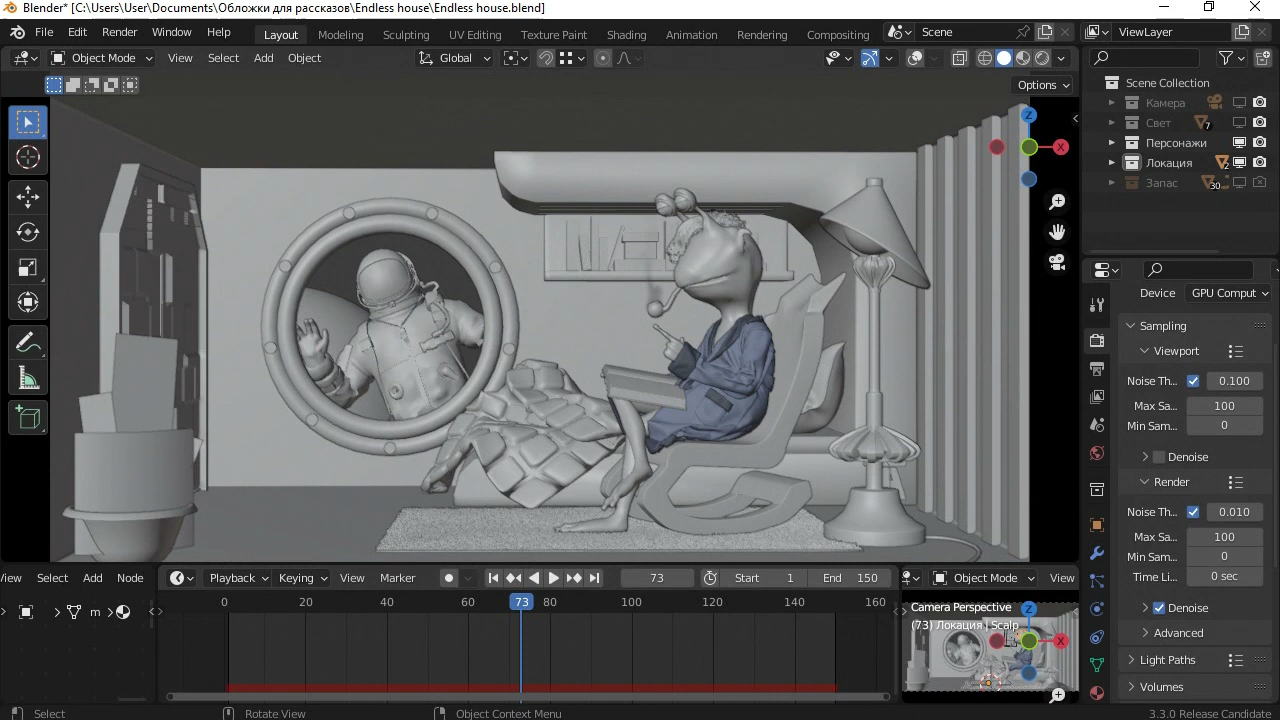 Blender* [C:\Users\User\Documents\Обложки для рассказов\Endless house\Endless house.blend]
File Edit Render Window Help Layout Modeling Sculpting UV Editing Texture Paint Shading Animation Rendering Compositing Scene ViewLayer
Object Mode View Select Add Object Global
Options
Scene Collection
Камера
Свет 7
Персонажи
Локация 2
Запас 30
Z
X
Device GPU Comput
Sampling
Viewport
Noise Th... 0.100
Max Sa... 100
Min Sam... 0
Denoise
Render
Noise Th... 0.010
Max Sa... 100
Min Sam... 0
Time Li... 0 sec
Denoise
Advanced
Light Paths
Volumes
View Select Add Node Playback Keying View Marker 73 Start 1 End 150 Object Mode View
0 20 40 60 73 80 100 120 140 160
m
Camera Perspective
(73) Локация | Scalp
Z
X
Select Rotate View Object Context Menu 3.3.0 Release Candidate